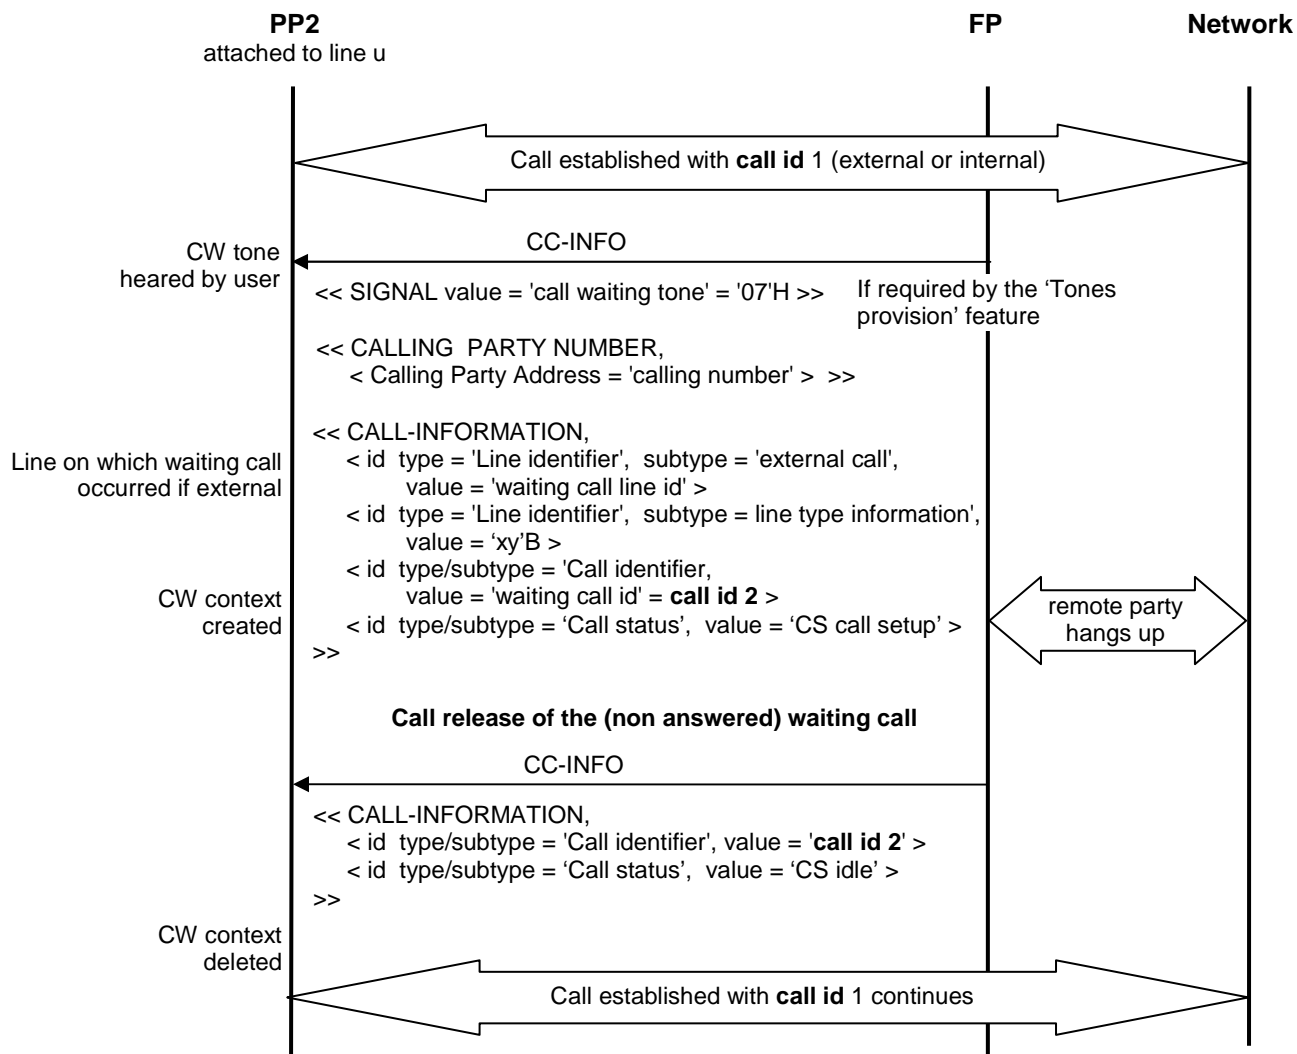 PP2
attached to line u
FP
Network
Call established with call id 1 (external or internal)
CW tone
heared by user
CC-INFO
<< SIGNAL value = 'call waiting tone' = '07'H >>
If required by the ‘Tones
provision’ feature
<< CALLING  PARTY NUMBER,
< Calling Party Address = 'calling number' >  >>
Line on which waiting call
occurred if external
<< CALL-INFORMATION,
< id  type = 'Line identifier',  subtype = 'external call',
value = 'waiting call line id' >
< id  type = 'Line identifier',  subtype = line type information',
value = ‘xy’B >
< id  type/subtype = 'Call identifier,
value = 'waiting call id' = call id 2 >
< id  type/subtype = ‘Call status’,  value = ‘CS call setup’ >
>>
CW context
created
remote party
hangs up
Call release of the (non answered) waiting call
CC-INFO
<< CALL-INFORMATION,
< id  type/subtype = 'Call identifier', value = 'call id 2' >
< id  type/subtype = ‘Call status’,  value = ‘CS idle’ >
>>
CW context
deleted
Call established with call id 1 continues